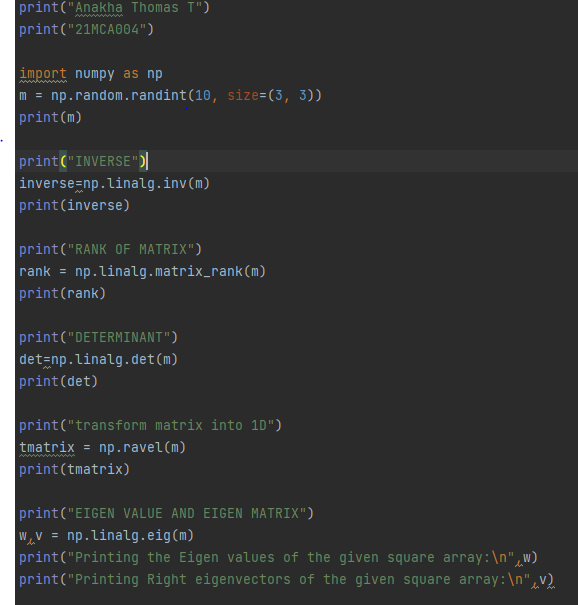 print("Anakha Thomas T")
print("21MCA004")
import numpy as np
m = np.random.randint(10, size=(3, 3))
print(m)
print("INVERSE")
inverse=np.linalg.inv(m)
print(inverse)
print("RANK OF MATRIX")
rank = np.linalg.matrix_rank(m)
print(rank)
print("DETERMINANT")
det=np.linalg.det(m)
print(det)
print("transform matrix into 1D")
tmatrix = np.ravel(m)
print(tmatrix)
print("EIGEN VALUE AND EIGEN MATRIX")
w,v = np.linalg.eig(m)
print("Printing the Eigen values of the given square array:\n",w)
print("Printing Right eigenvectors of the given square array:\n",v)